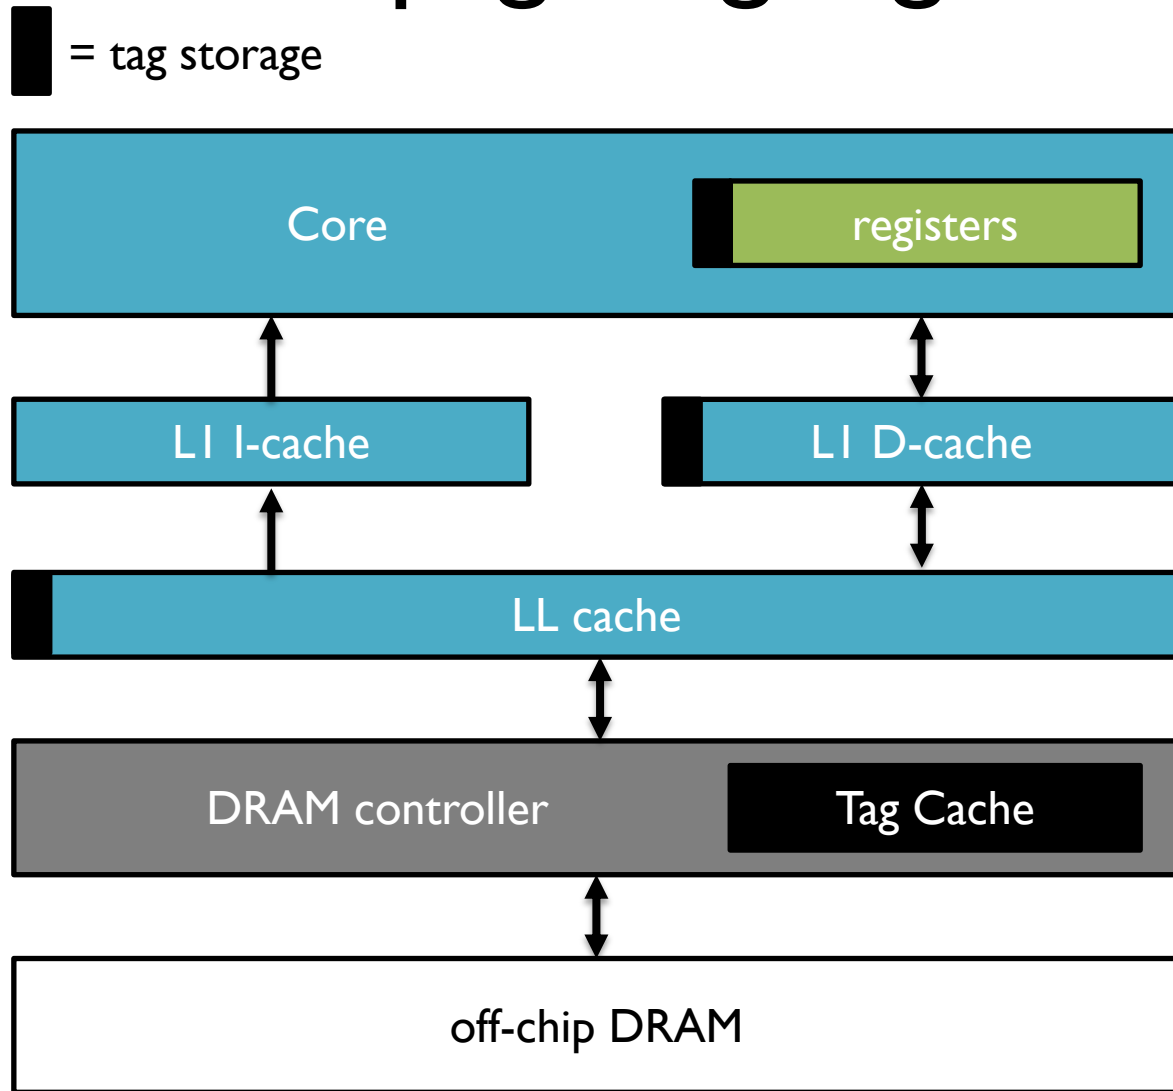 = tag storage
Core
registers
L1 I-cache
L1 D-cache
LL cache
DRAM controller
Tag Cache
off-chip DRAM